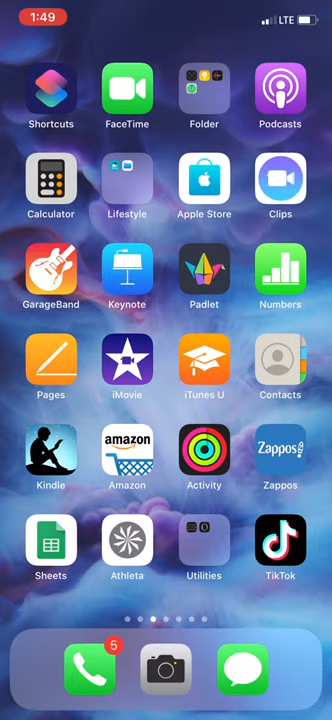 1:49 LTE
Shortcuts FaceTime Folder Podcasts
Calculator Lifestyle Apple Store Clips
GarageBand Keynote Padlet Numbers
Pages iMovie iTunes U Contacts
amazon Zappos
Kindle Amazon Activity Zappos
Sheets Athleta Utilities TikTok
5